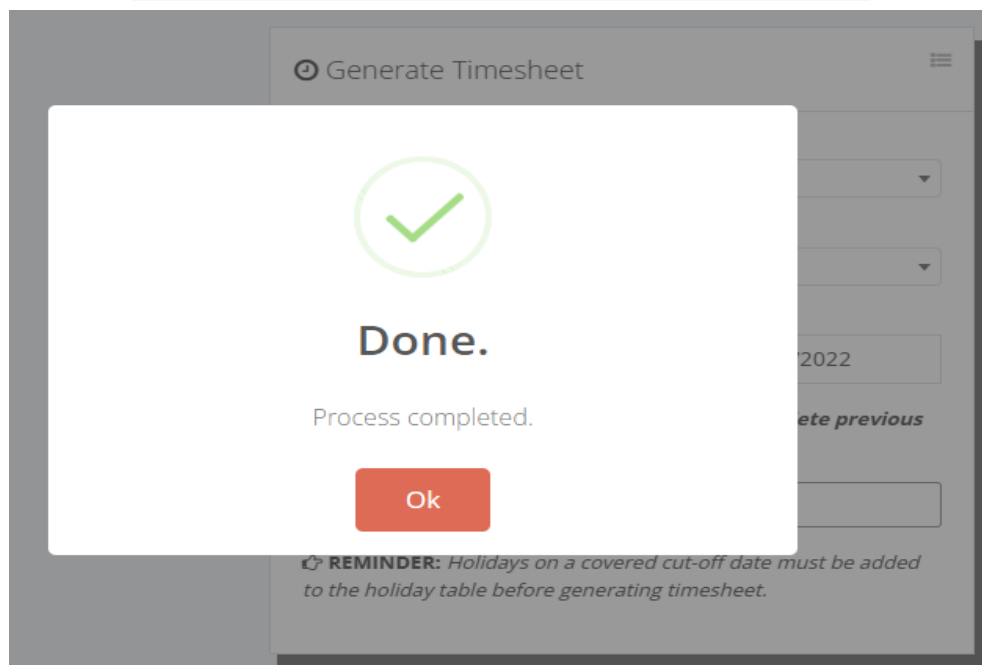 Generate Timesheet
Done.
/2022
Process completed.
previous
Ok
REMINDER: Holidays on a covered cut-off date must be added
to the holiday table before generating timesheet.